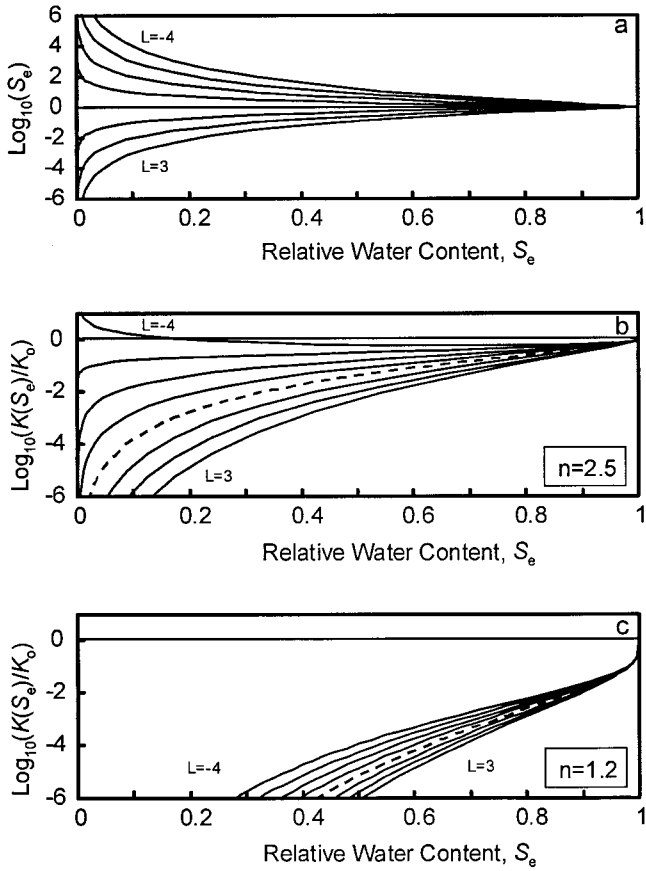 a
L=-4
6
4
2
0
-2
-4
-6
Log10(Se)
L=3
0 0.2 0.4 0.6 0.8 1
Relative Water Content, Se
b
L=-4
0
-2
-4
-6
Log10(K(Se)/Ko)
L=3
n=2.5
0 0.2 0.4 0.6 0.8 1
Relative Water Content, Se
c
0
-2
-4
-6
Log10(K(Se)/Ko)
L=-4
L=3
n=1.2
0 0.2 0.4 0.6 0.8 1
Relative Water Content, Se